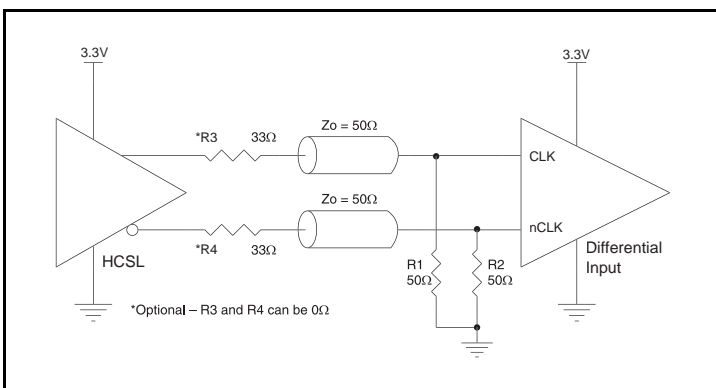 3.3V
3.3V
*R3 33Ω
Zo = 50Ω
CLK
Zo = 50Ω
nCLK
*R4 33Ω
HCSL
R1
50Ω
R2
50Ω
Differential
Input
*Optional – R3 and R4 can be 0Ω